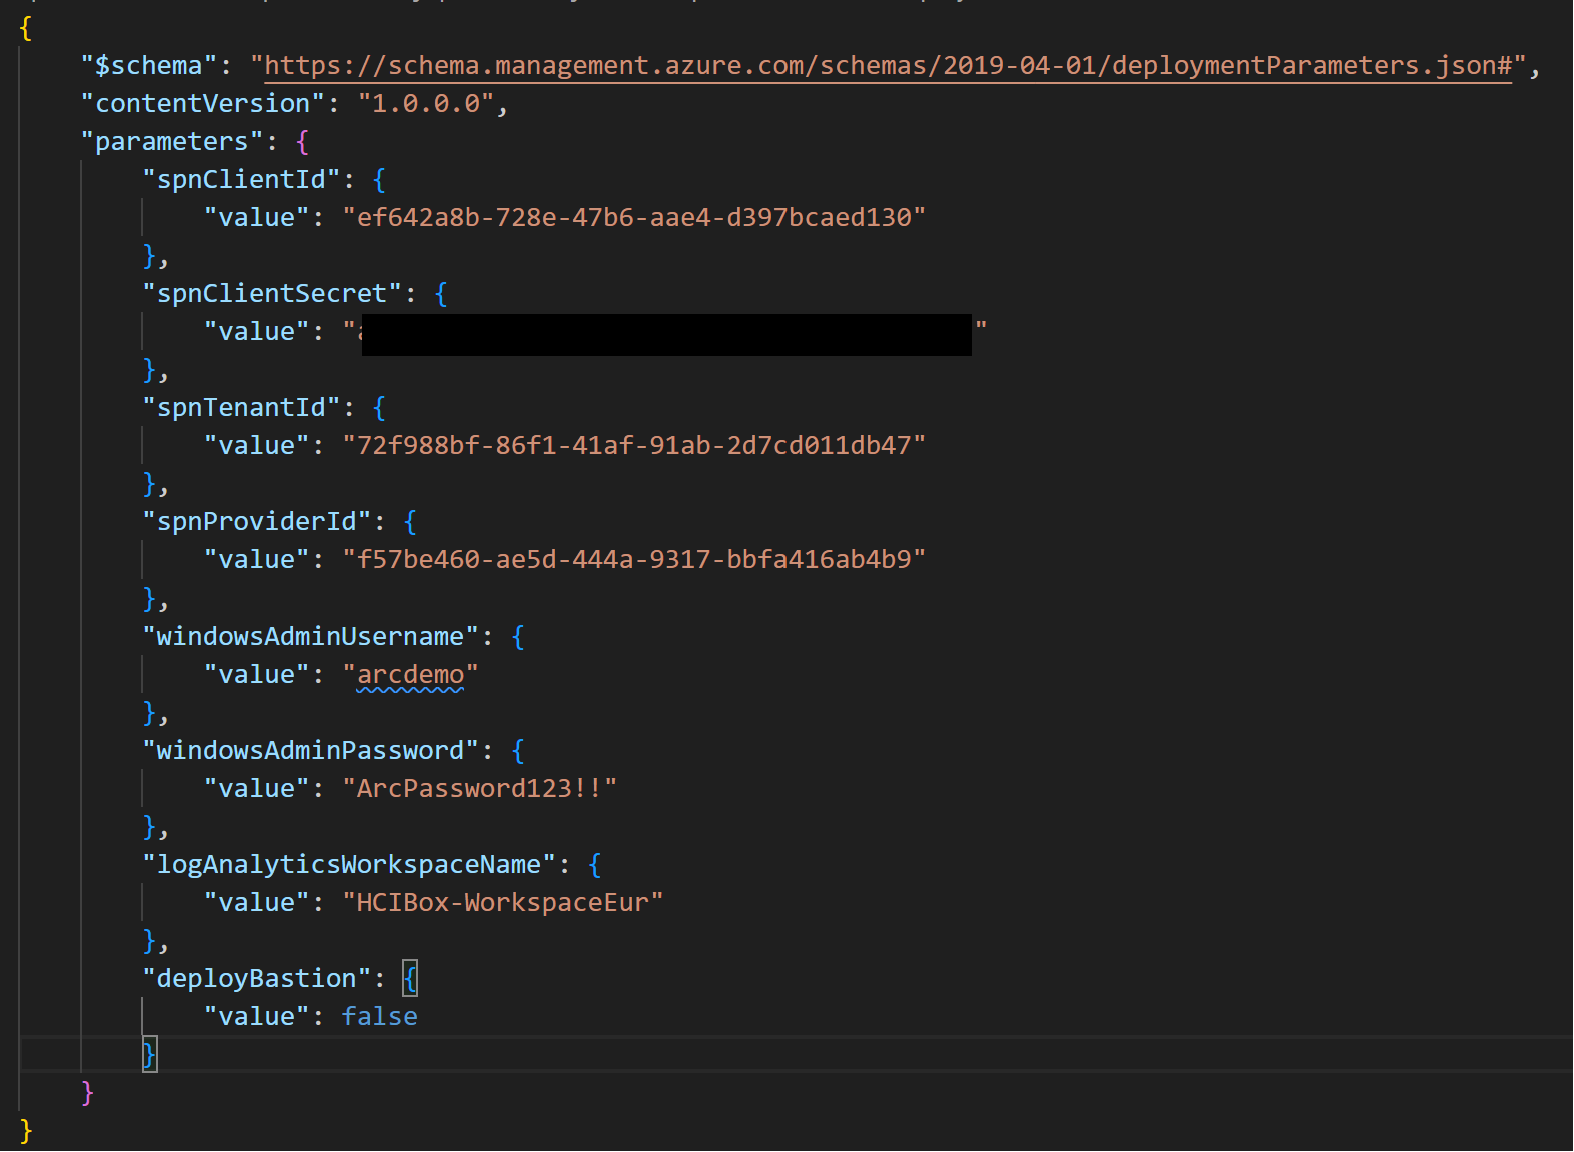 {
    "$schema": "https://schema.management.azure.com/schemas/2019-04-01/deploymentParameters.json#",
    "contentVersion": "1.0.0.0",
    "parameters": {
        "spnClientId": {
            "value": "ef642a8b-728e-47b6-aae4-d397bcaed130"
        },
        "spnClientSecret": {
            "value": " "
        },
        "spnTenantId": {
            "value": "72f988bf-86f1-41af-91ab-2d7cd011db47"
        },
        "spnProviderId": {
            "value": "f57be460-ae5d-444a-9317-bbfa416ab4b9"
        },
        "windowsAdminUsername": {
            "value": "arcdemo"
        },
        "windowsAdminPassword": {
            "value": "ArcPassword123!!"
        },
        "logAnalyticsWorkspaceName": {
            "value": "HCIBox-WorkspaceEur"
        },
        "deployBastion": {
            "value": false
        }
    }
}